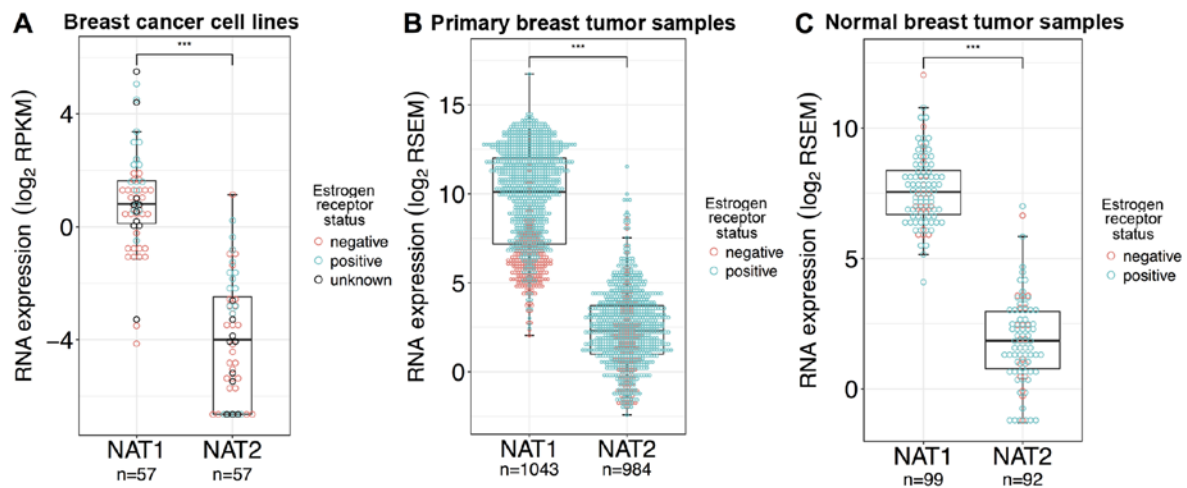 A Breast cancer cell lines
RNA expression (log2 RPKM)
4
0
−4
***
NAT1 NAT2
n=57 n=57
Estrogen
receptor
status
negative
positive
unknown
B Primary breast tumor samples
RNA expression (log2 RSEM)
15
10
5
0
***
NAT1 NAT2
n=1043 n=984
Estrogen
receptor
status
negative
positive
C Normal breast tumor samples
RNA expression (log2 RSEM)
10
5
0
***
NAT1 NAT2
n=99 n=92
Estrogen
receptor
status
negative
positive